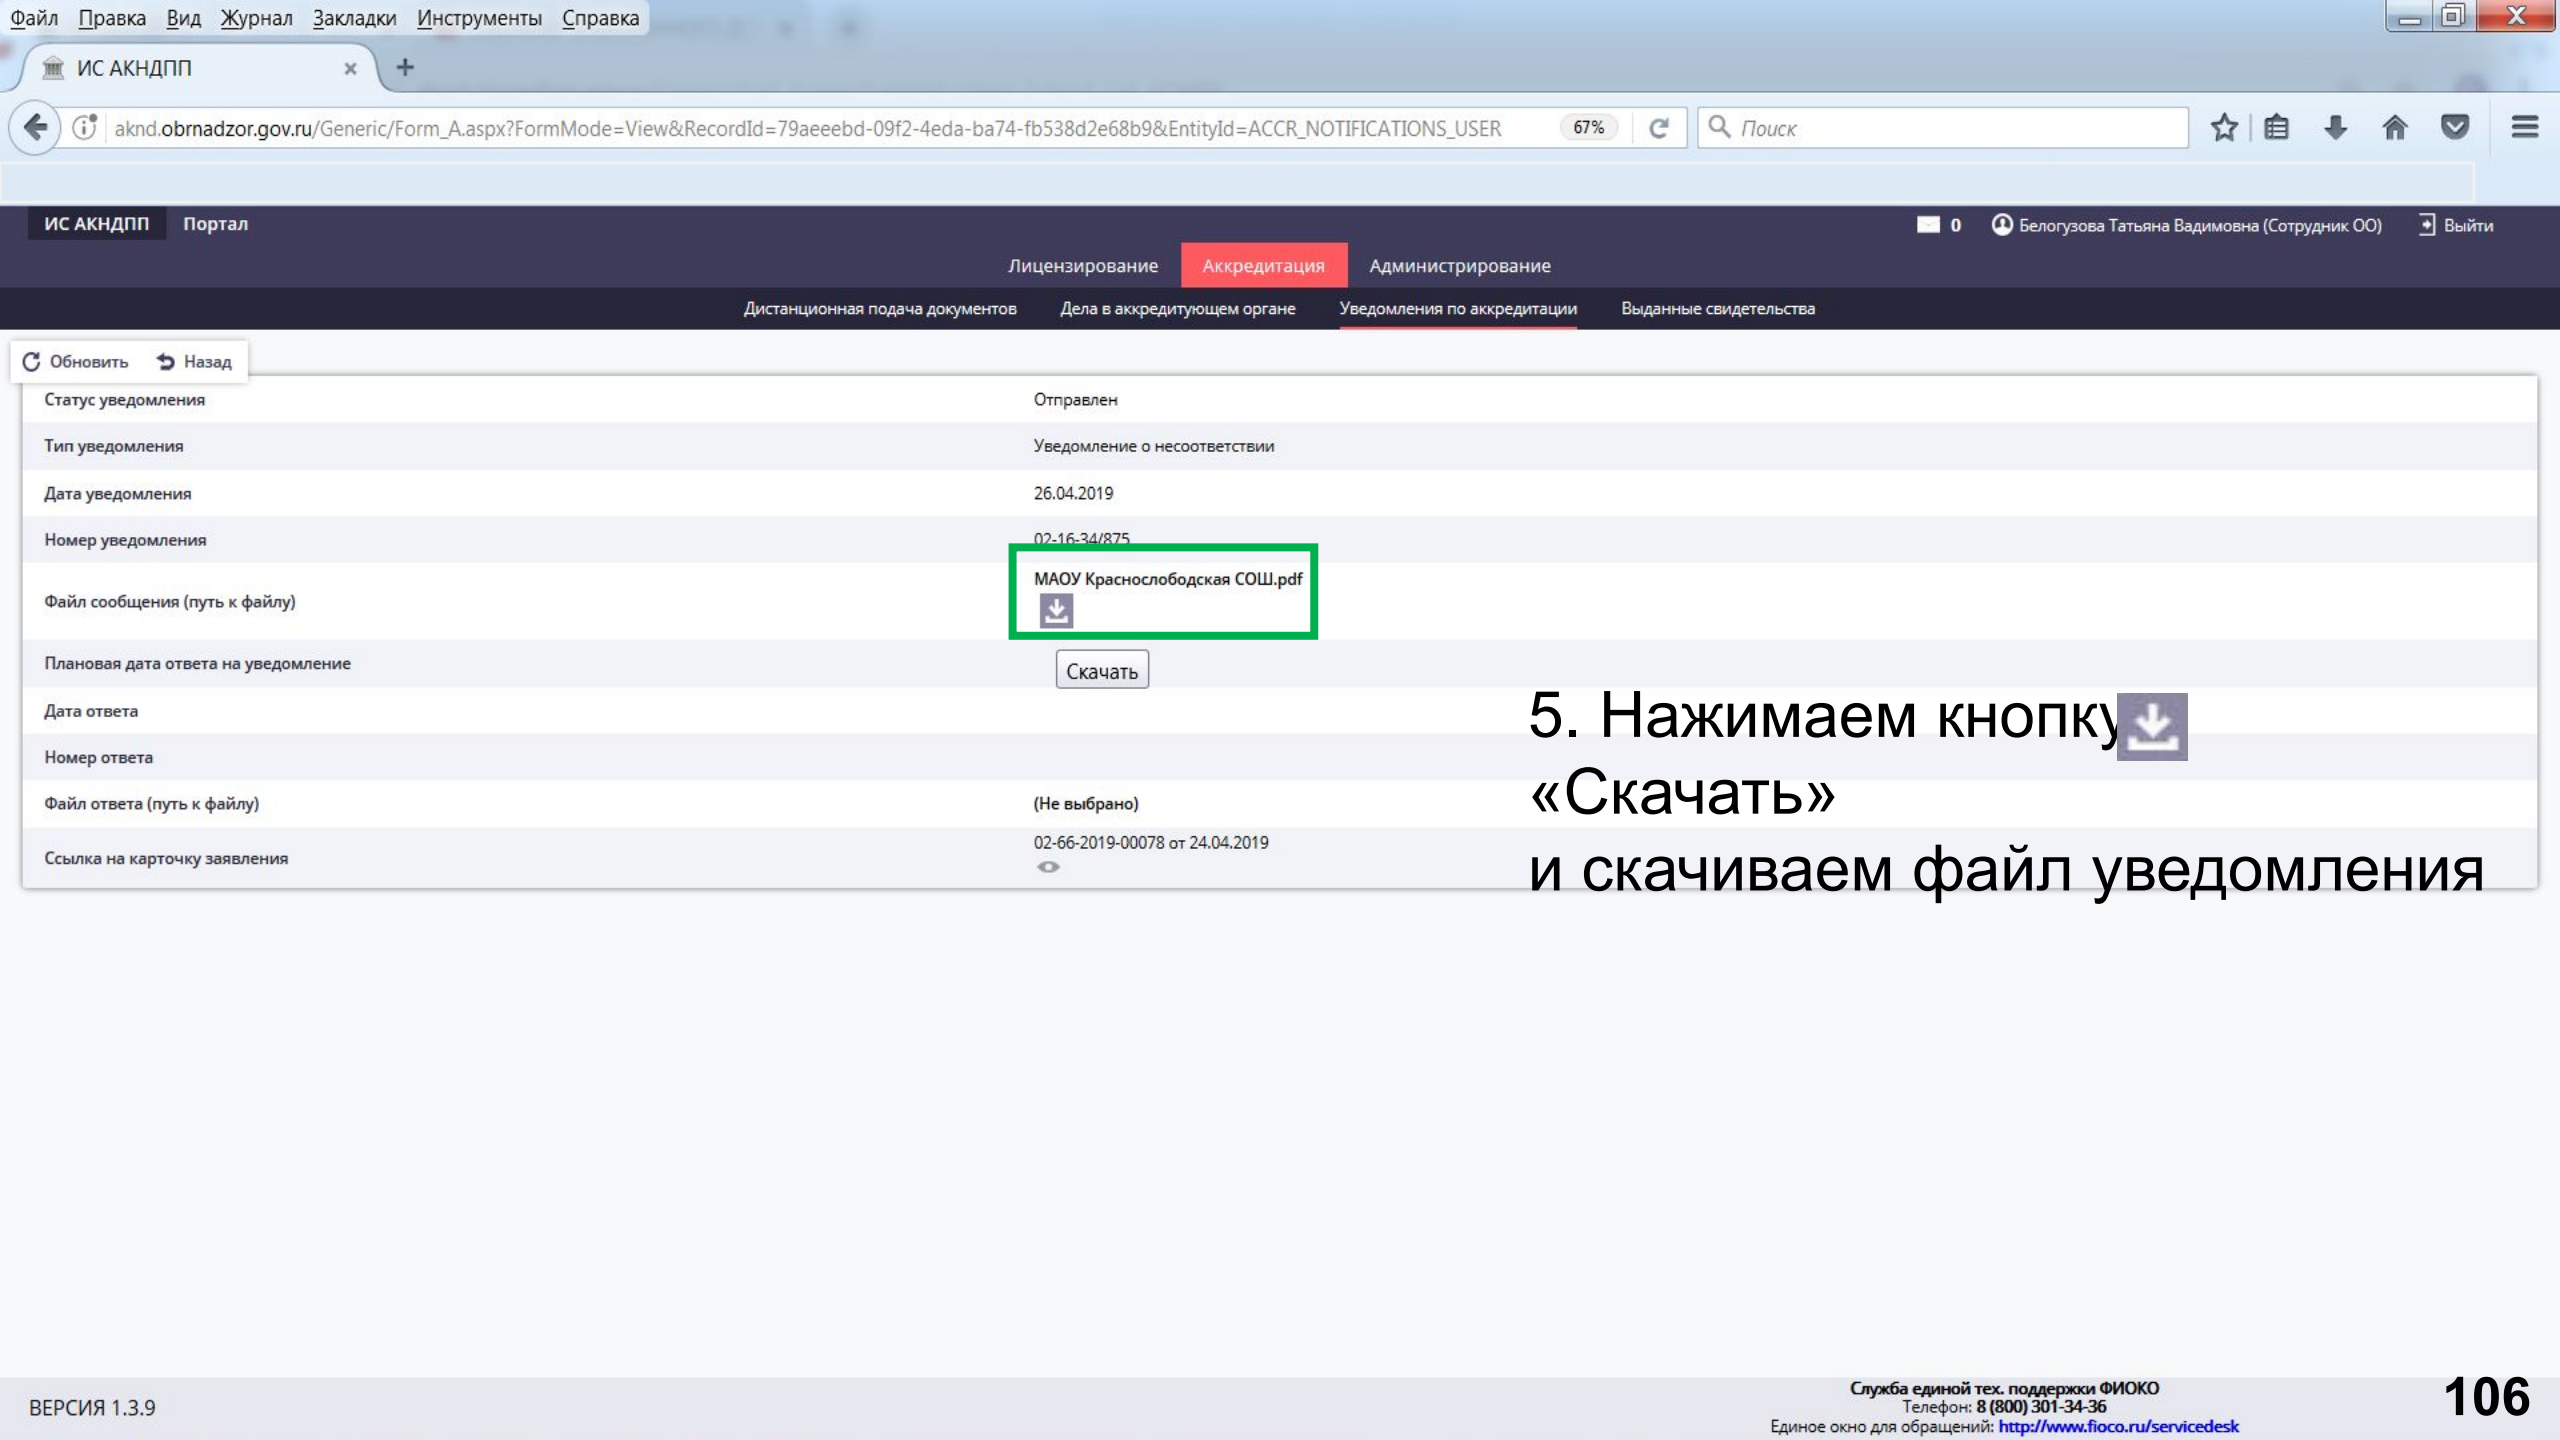 Файл Правка Вид Журнал Закладки Инструменты Справка
ИС АКНДПП
aknd.obrnadzor.gov.ru/Generic/Form_A.aspx?FormMode=View&RecordId=79aeeebd-09f2-4eda-ba74-fb538d2e68b9&EntityId=ACCR_NOTIFICATIONS_USER 67% Поиск
ИС АКНДПП Портал 0 Белогузова Татьяна Вадимовна (Сотрудник ОО) Выйти
Лицензирование Аккредитация Администрирование
Дистанционная подача документов Дела в аккредитующем органе Уведомления по аккредитации Выданные свидетельства
Обновить Назад
Статус уведомления Отправлен
Тип уведомления Уведомление о несоответствии
Дата уведомления 26.04.2019
Номер уведомления 02-16-34/875
МАОУ Краснослободская СОШ.pdf
Файл сообщения (путь к файлу)
Плановая дата ответа на уведомление Скачать
Дата ответа
Номер ответа
Файл ответа (путь к файлу) (Не выбрано)
Ссылка на карточку заявления 02-66-2019-00078 от 24.04.2019
5. Нажимаем кнопку
«Скачать»
и скачиваем файл уведомления
ВЕРСИЯ 1.3.9
Служба единой тех. поддержки ФИОКО
Телефон: 8 (800) 301-34-36
Единое окно для обращений: http://www.fioco.ru/servicedesk
106